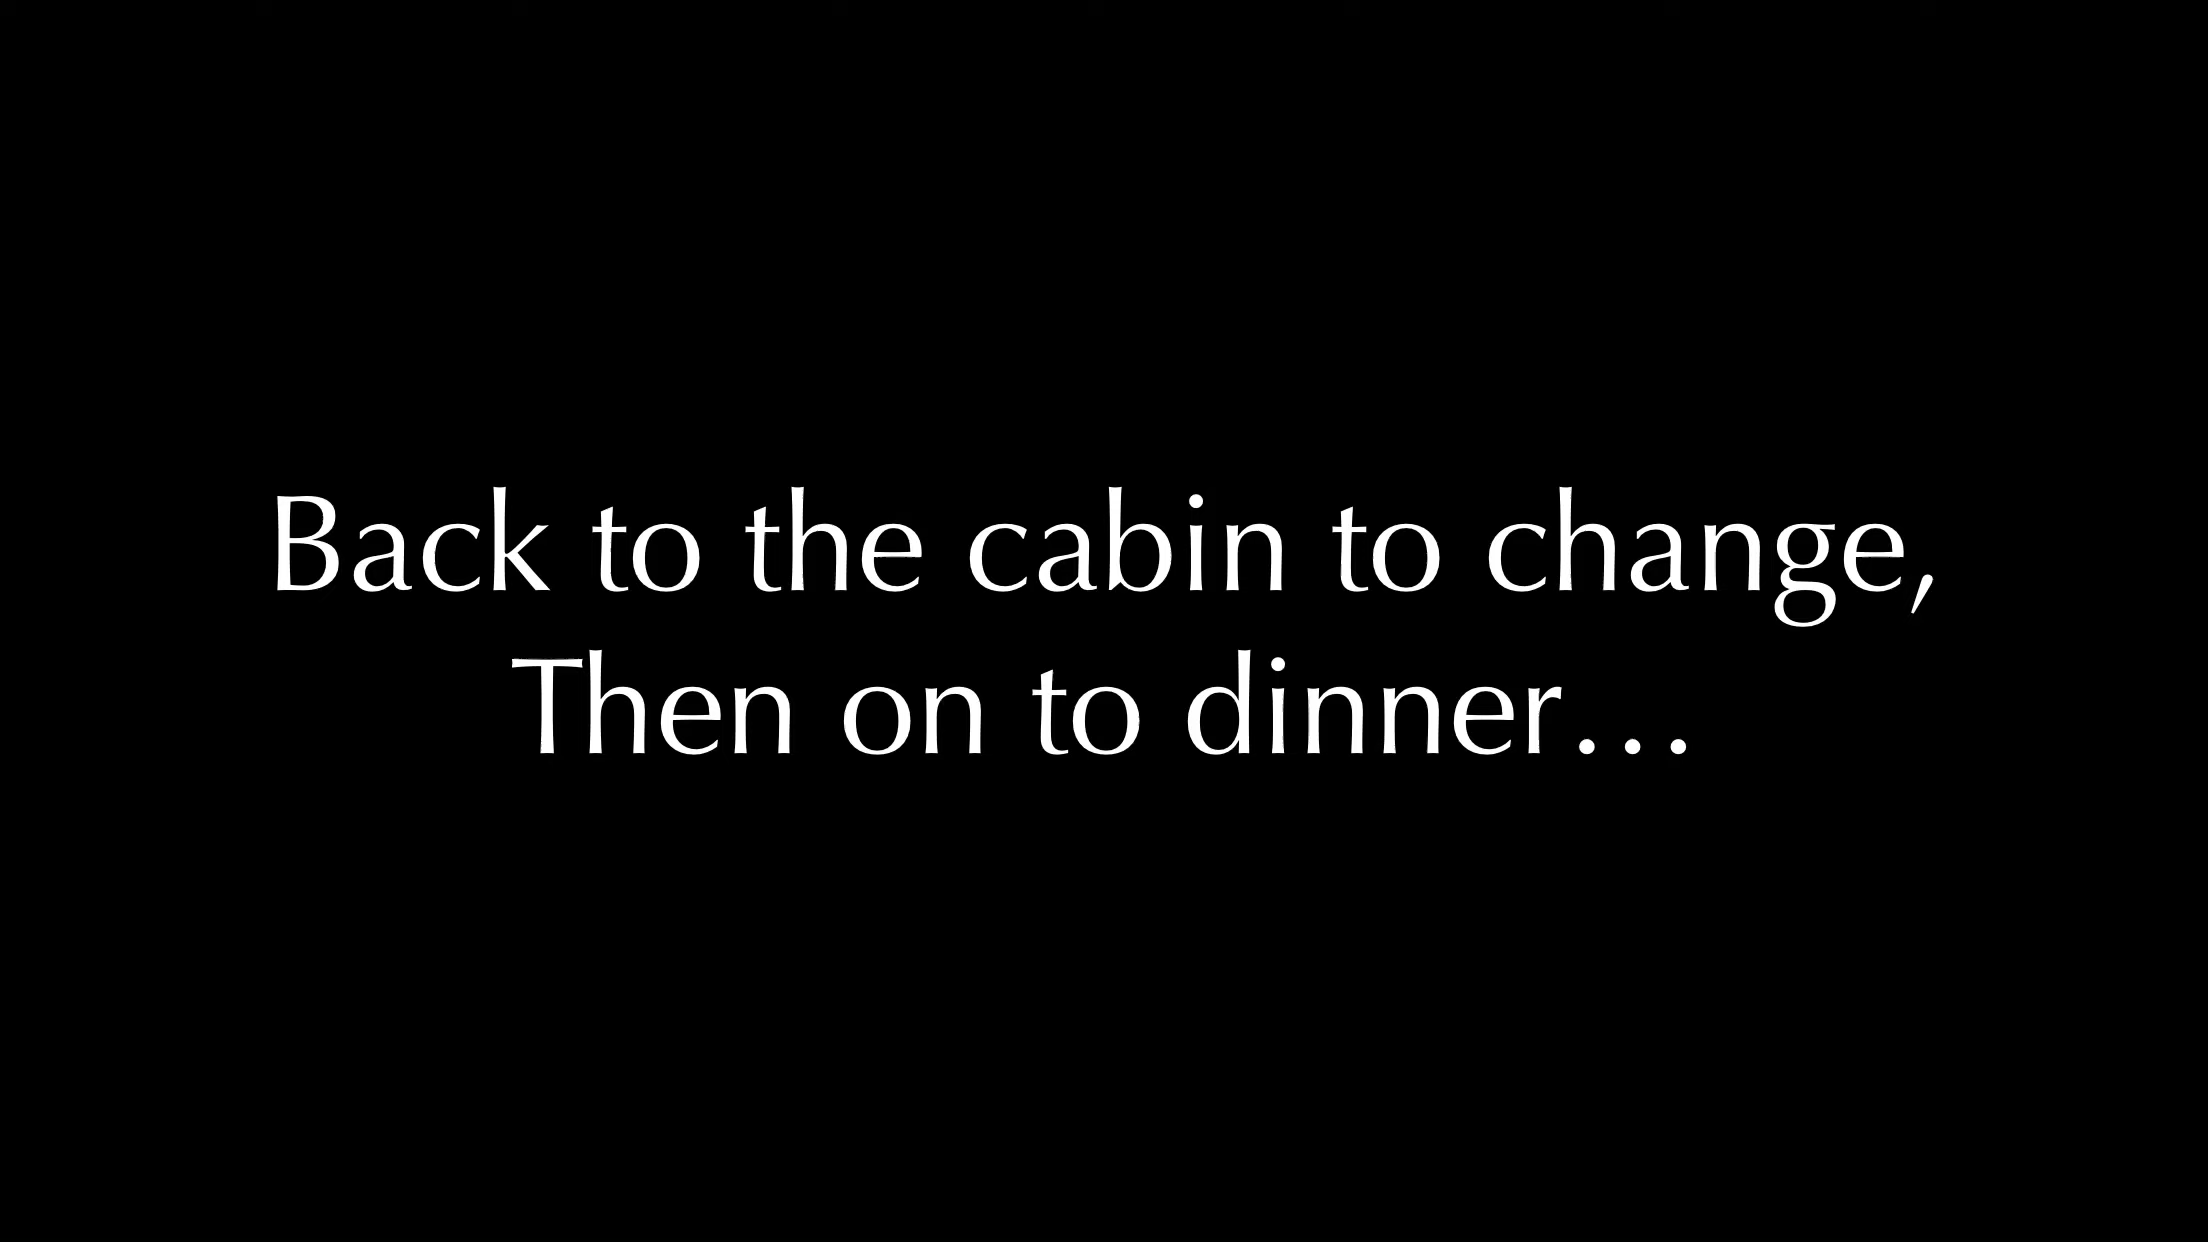 Back to the cabin to change,
Then on to dinner...